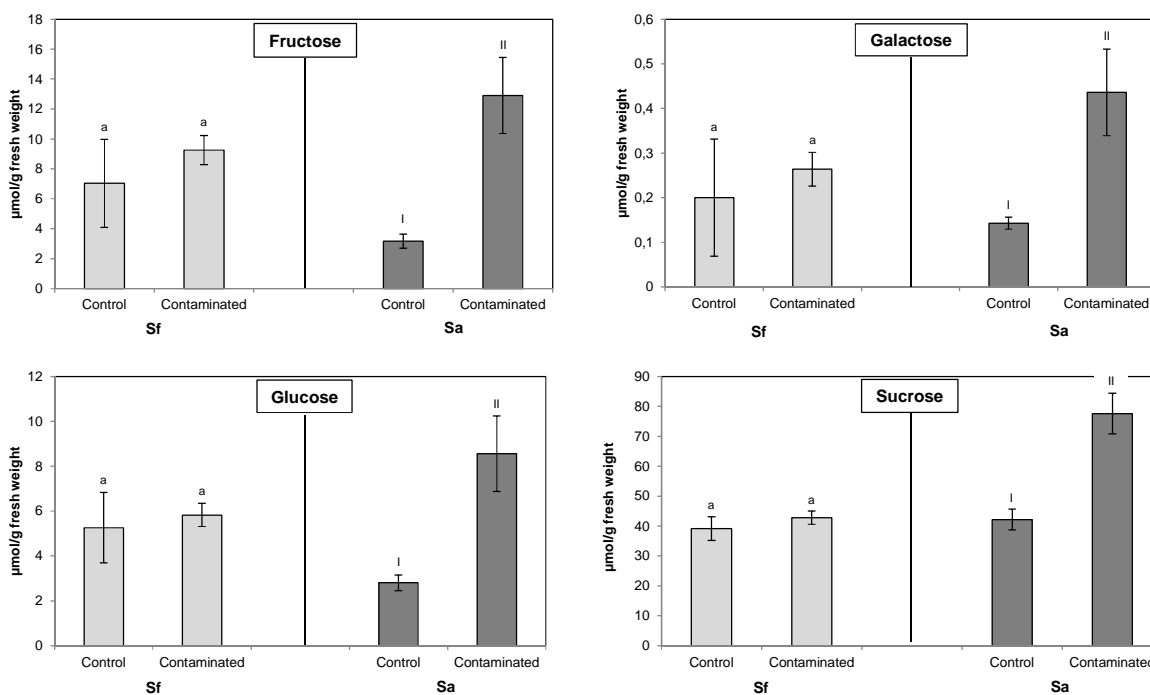 Fructose
µmol/g fresh weight
18
16
14
12
10
8
6
4
2
0
a
a
I
II
Control
Contaminated
Control
Contaminated
Sf
Sa
Galactose
µmol/g fresh weight
0,6
0,5
0,4
0,3
0,2
0,1
0
a
a
I
II
Control
Contaminated
Control
Contaminated
Sf
Sa
Glucose
µmol/g fresh weight
12
10
8
6
4
2
0
a
a
I
II
Control
Contaminated
Control
Contaminated
Sf
Sa
Sucrose
µmol/g fresh weight
90
80
70
60
50
40
30
20
10
0
a
a
I
II
Control
Contaminated
Control
Contaminated
Sf
Sa